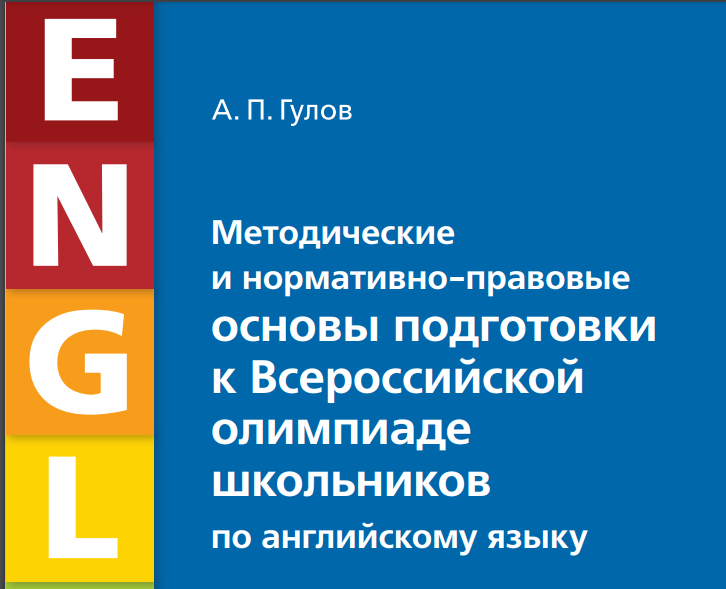 E
N
G
L
А. П. Гулов
Методические
и нормативно-правовые
основы подготовки
к Всероссийской
олимпиаде
школьников
по английскому языку